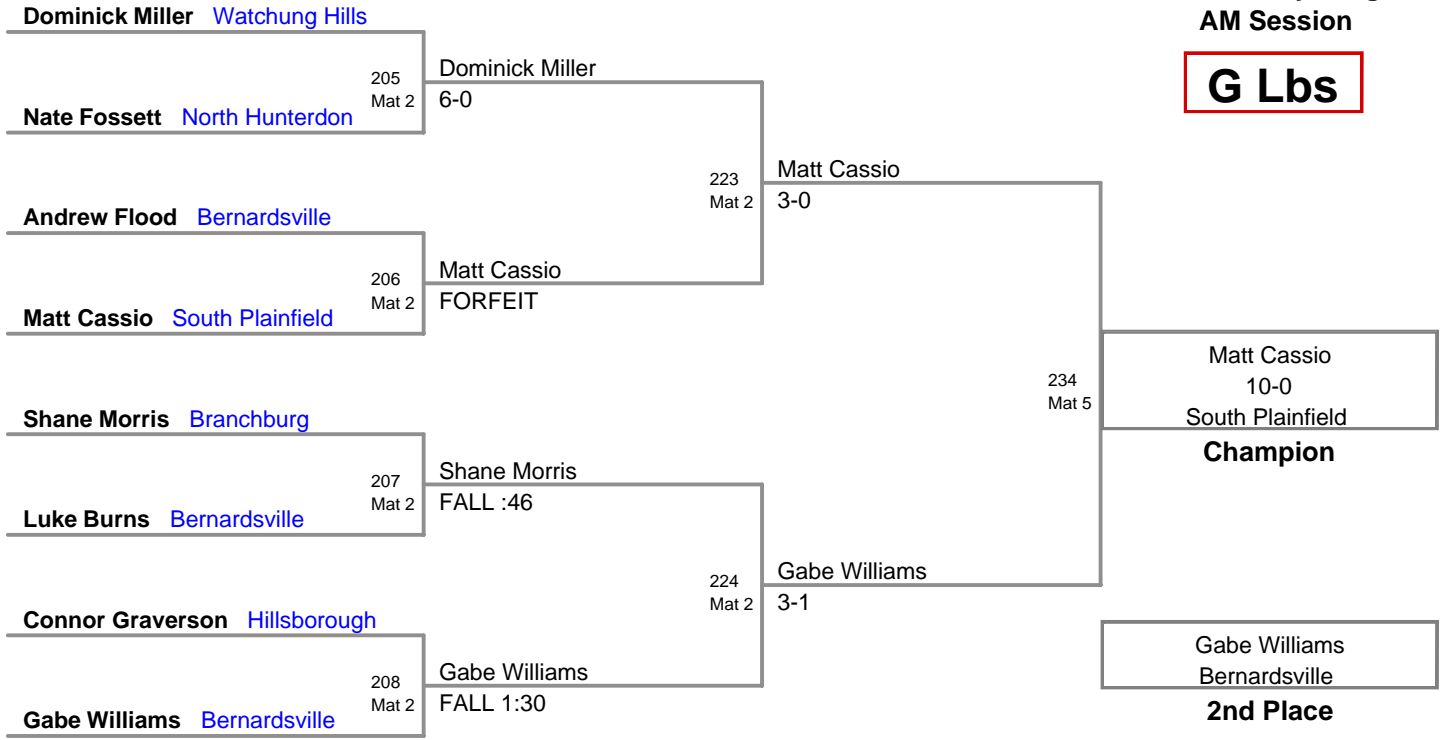 Dominick Miller Watchung Hills
AM Session
G Lbs
205
Mat 2
Dominick Miller
6-0
Nate Fossett North Hunterdon
223
Mat 2
Matt Cassio
3-0
Andrew Flood Bernardsville
206
Mat 2
Matt Cassio
FORFEIT
Matt Cassio South Plainfield
234
Mat 5
Matt Cassio
10-0
South Plainfield
Champion
Shane Morris Branchburg
207
Mat 2
Shane Morris
FALL :46
Luke Burns Bernardsville
224
Mat 2
Gabe Williams
3-1
Connor Graverson Hillsborough
208
Mat 2
Gabe Williams
FALL 1:30
Gabe Williams Bernardsville
Gabe Williams
Bernardsville
2nd Place